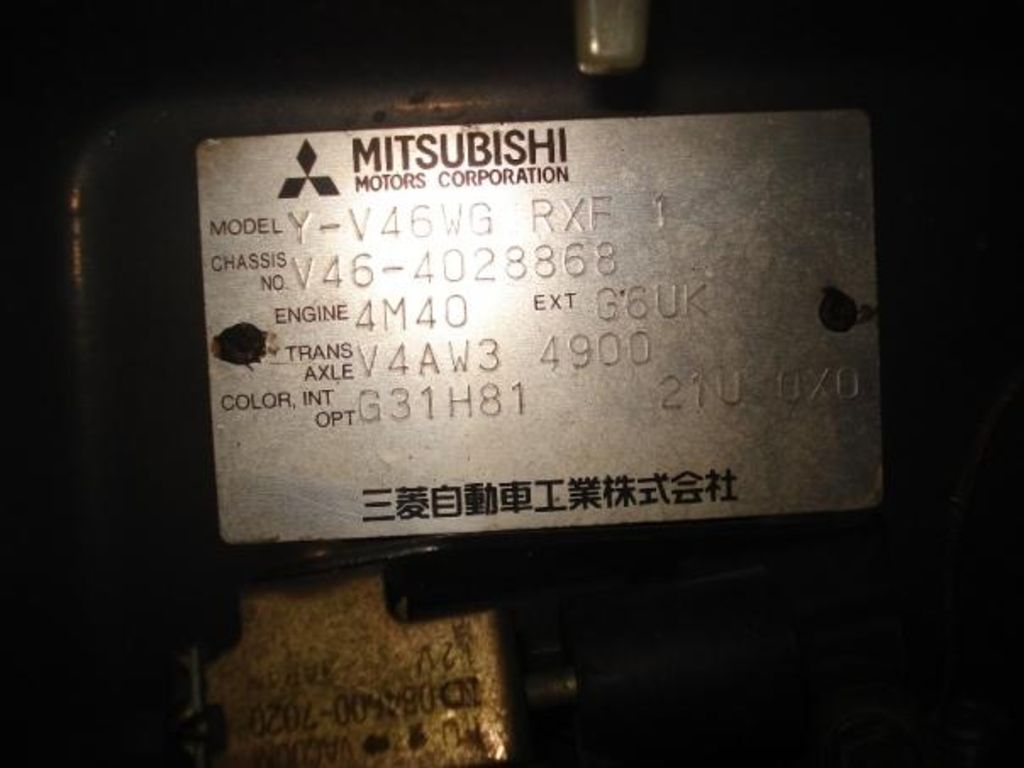 MITSUBISHI
MOTORS CORPORATION
MODEL Y-V46WG RXF 1
CHASSIS NO. V46-4028868
ENGINE 4M40 EXT G6UK
TRANS AXLE V4AW3 4900
COLOR, INT OPT G31H81 21U 0X0
三菱自動車工業株式会社
12V